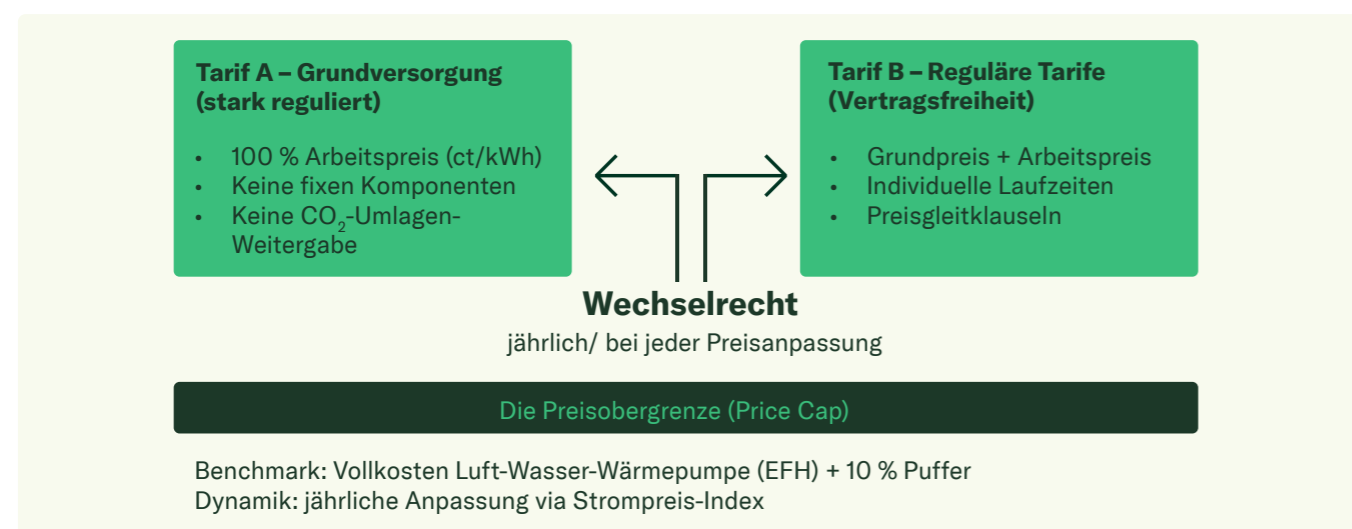 Tarif A – Grundversorgung
(stark reguliert)
• 100 % Arbeitspreis (ct/kWh)
• Keine fixen Komponenten
• Keine CO₂-Umlagen-
Weitergabe
Tarif B – Reguläre Tarife
(Vertragsfreiheit)
• Grundpreis + Arbeitspreis
• Individuelle Laufzeiten
• Preisgleitklauseln
Wechselrecht
jährlich/ bei jeder Preisanpassung
Die Preisobergrenze (Price Cap)
Benchmark: Vollkosten Luft-Wasser-Wärmepumpe (EFH) + 10 % Puffer
Dynamik: jährliche Anpassung via Strompreis-Index